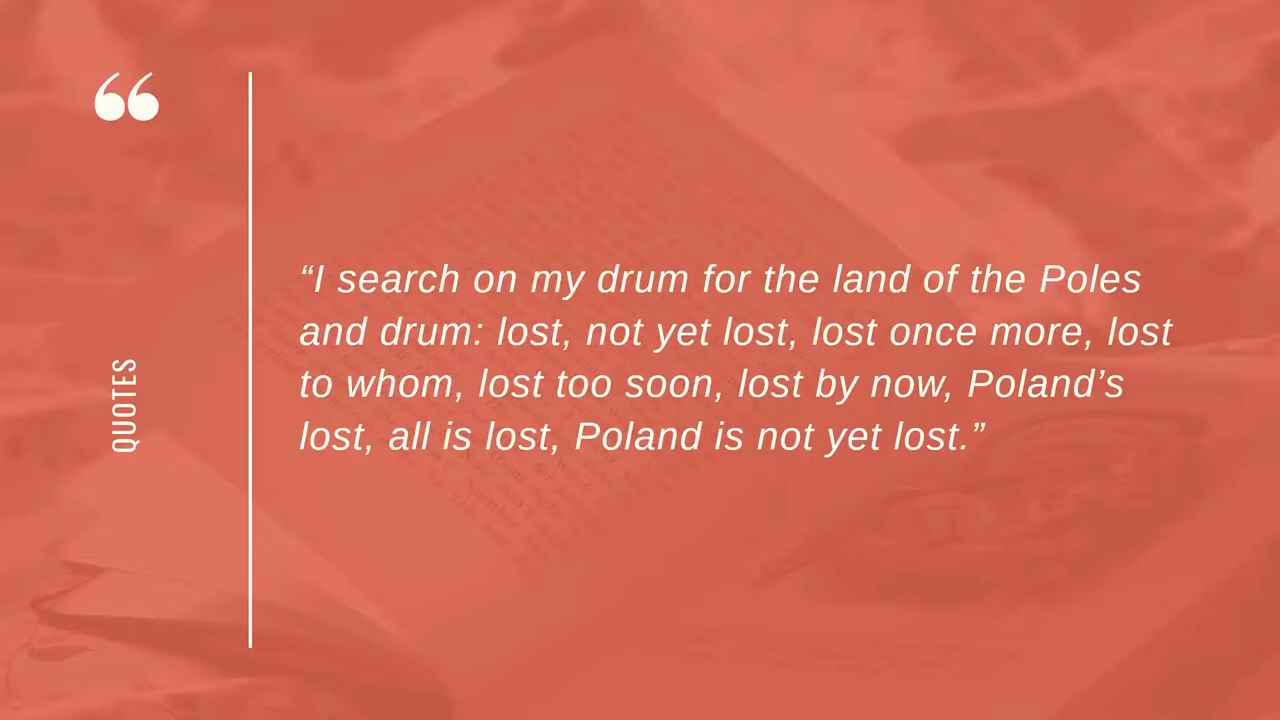 ❝
QUOTES
“I search on my drum for the land of the Poles
and drum: lost, not yet lost, lost once more, lost
to whom, lost too soon, lost by now, Poland’s
lost, all is lost, Poland is not yet lost.”